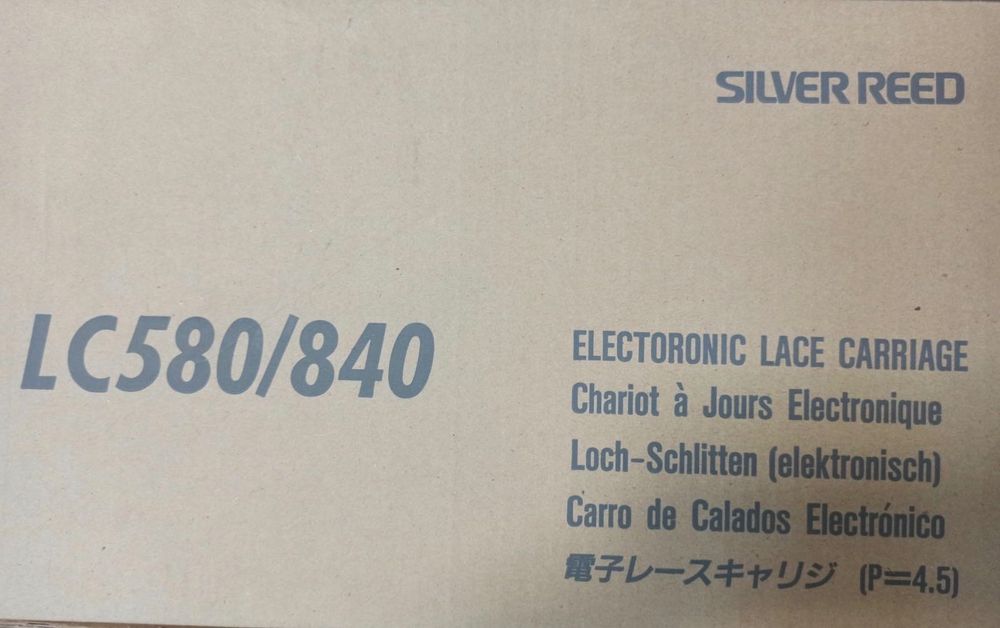 SILVER REED
LC580/840
ELECTORONIC LACE CARRIAGE
Chariot à Jours Electronique
Loch-Schlitten (elektronisch)
Carro de Calados Electrónico
電子レースキャリジ (P=4.5)